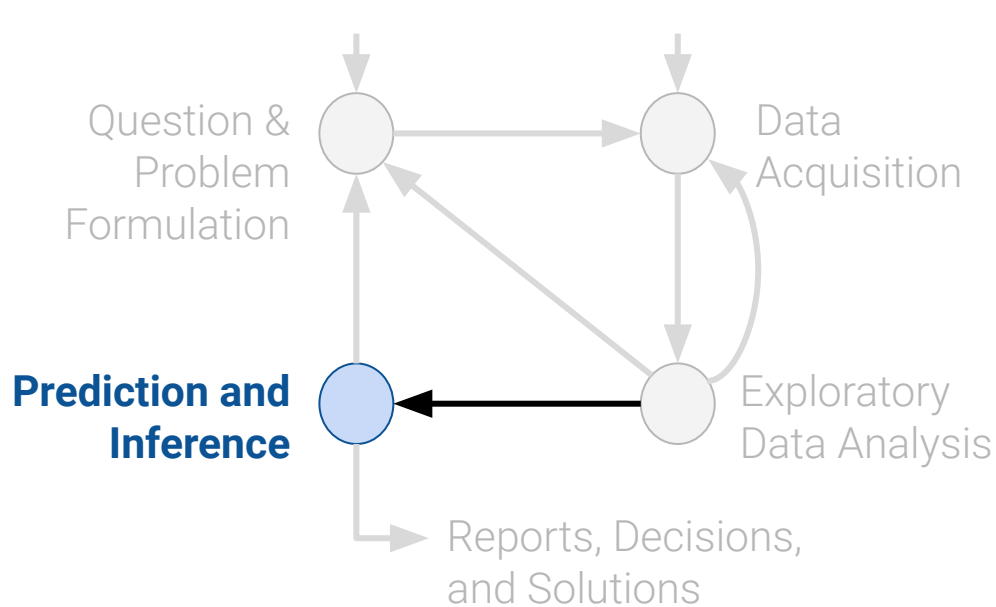 Question &
Problem
Formulation
Data
Acquisition
Prediction and
Inference
Exploratory
Data Analysis
Reports, Decisions,
and Solutions